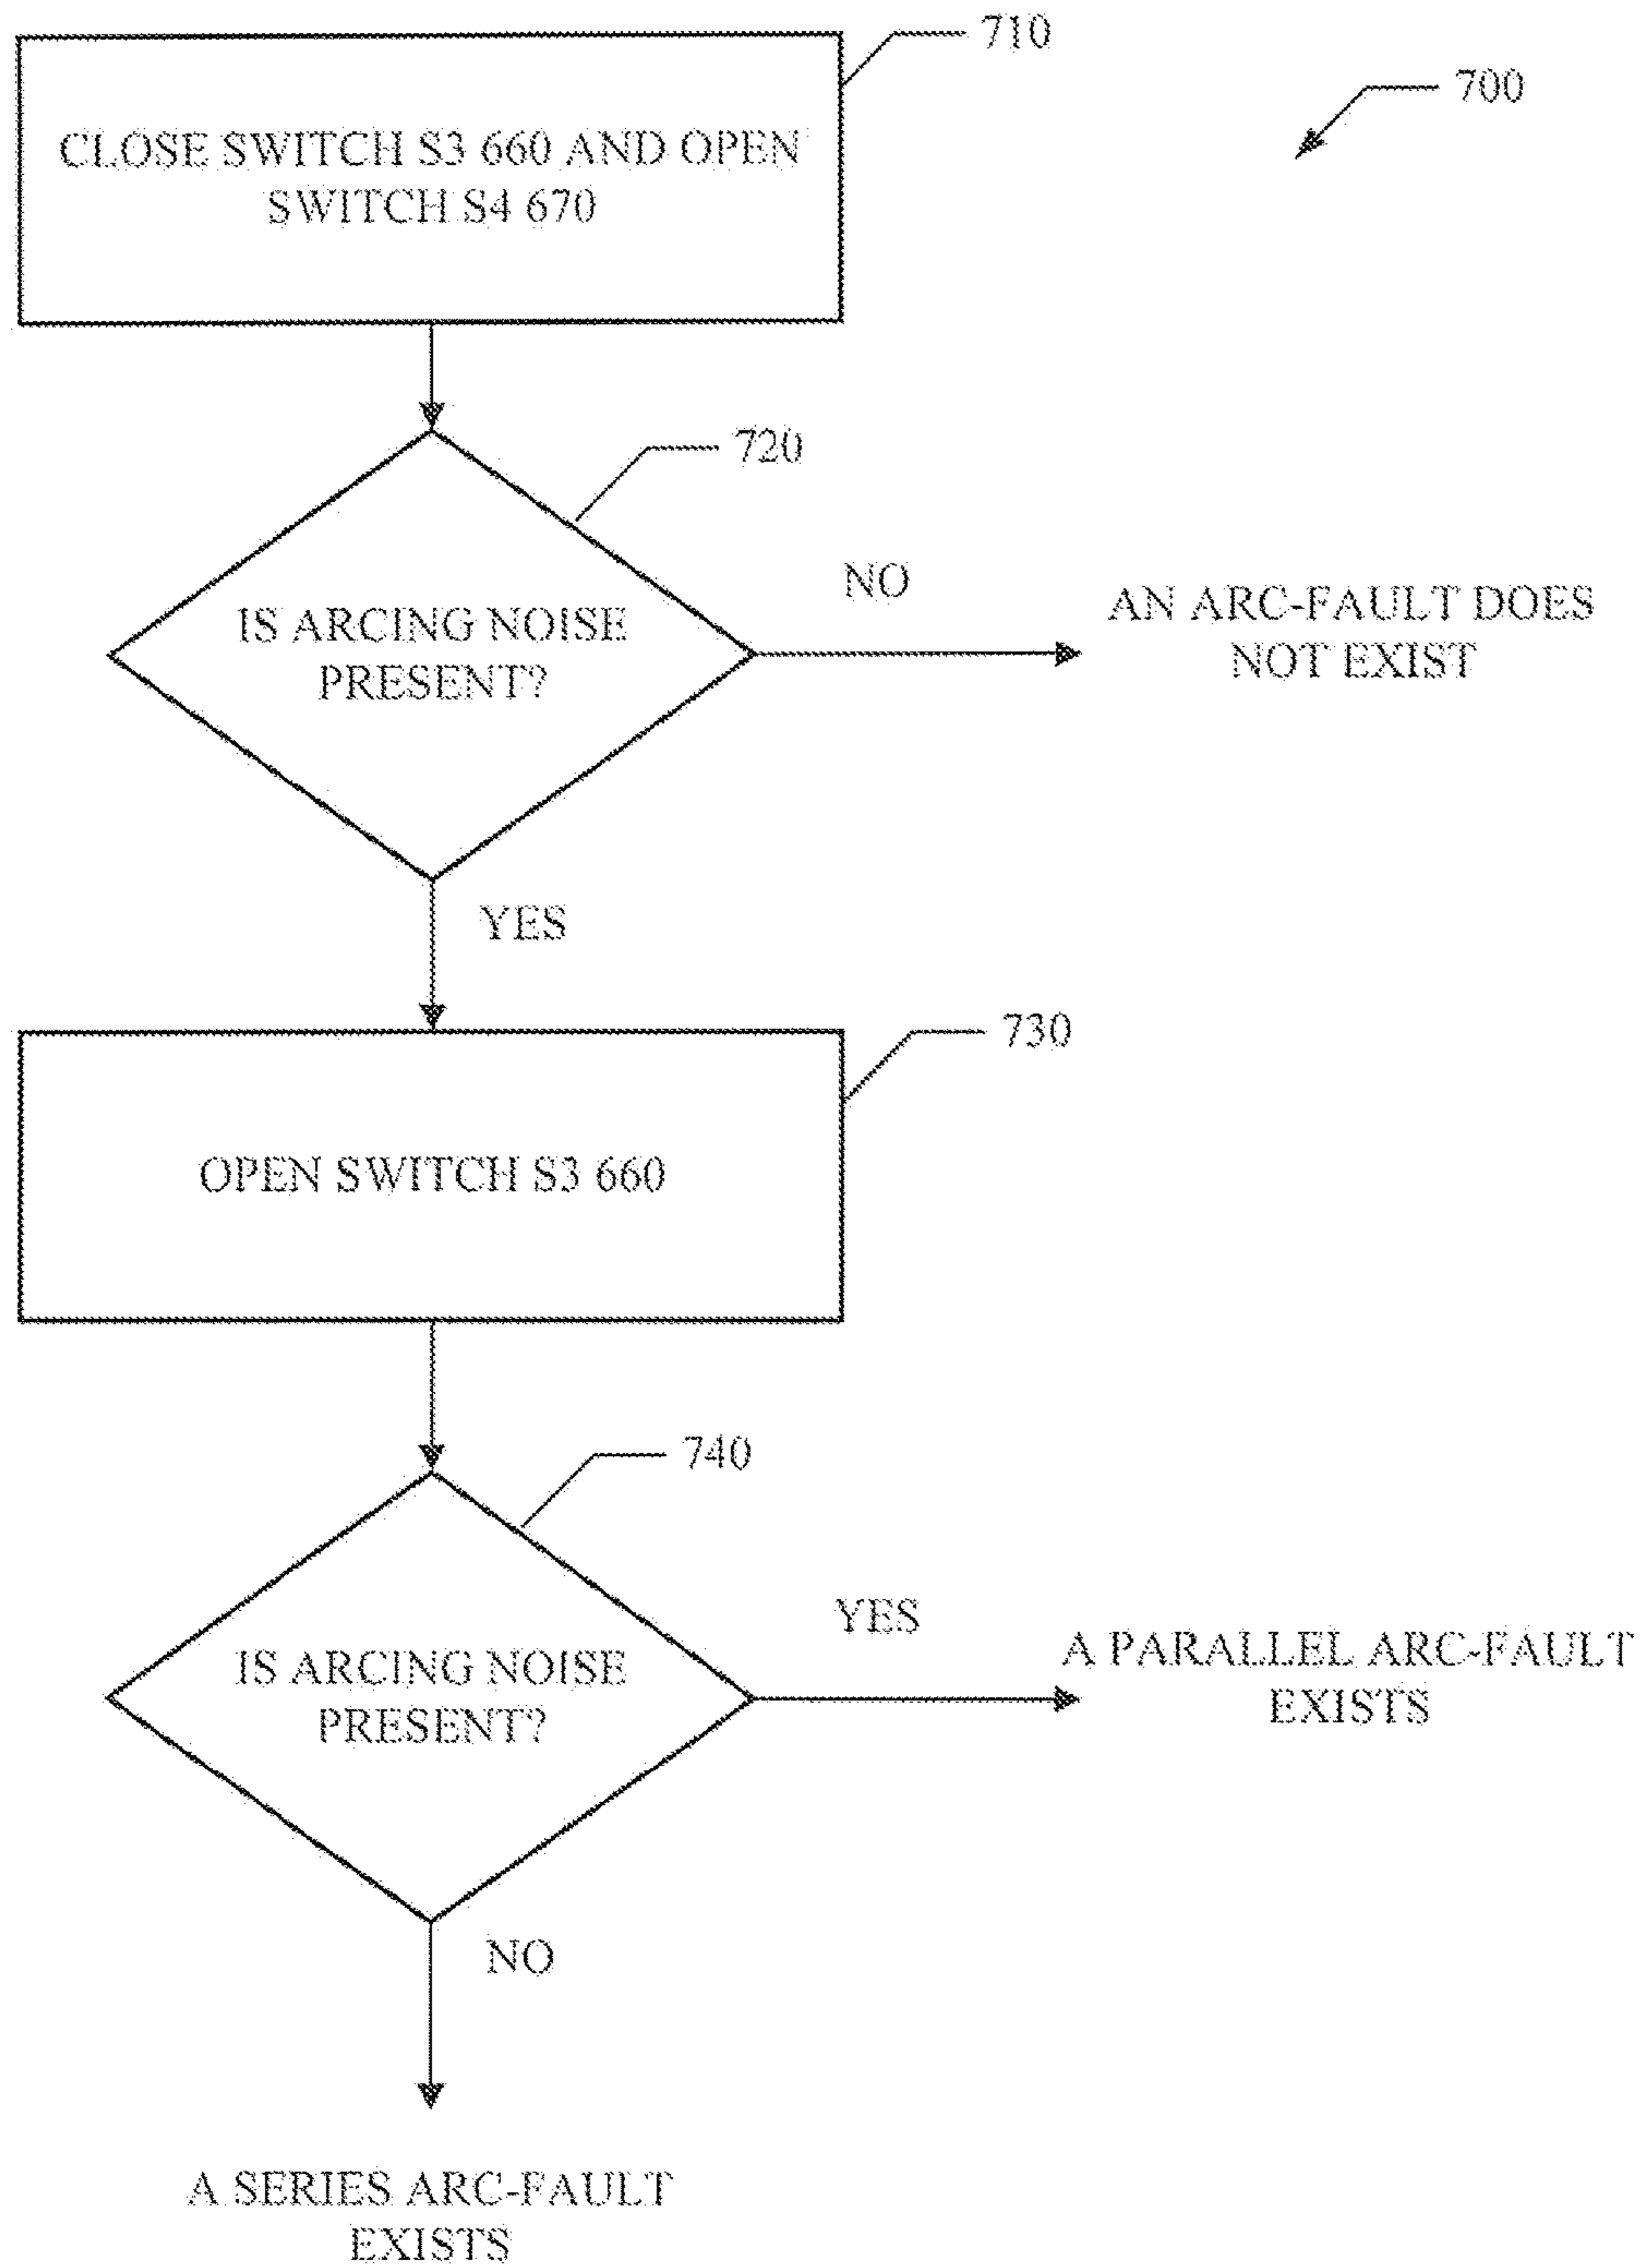 710
700
CLOSE SWITCH S3 660 AND OPEN
SWITCH S4 670
720
IS ARCING NOISE
PRESENT?
NO
AN ARC-FAULT DOES
NOT EXIST
YES
730
OPEN SWITCH S3 660
740
IS ARCING NOISE
PRESENT?
YES
A PARALLEL ARC-FAULT
EXISTS
NO
A SERIES ARC-FAULT
EXISTS